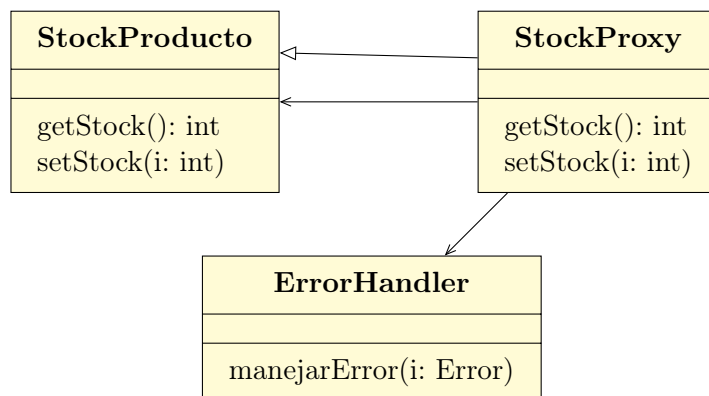 StockProducto
getStock(): int
setStock(i: int)
StockProxy
getStock(): int
setStock(i: int)
ErrorHandler
manejarError(i: Error)